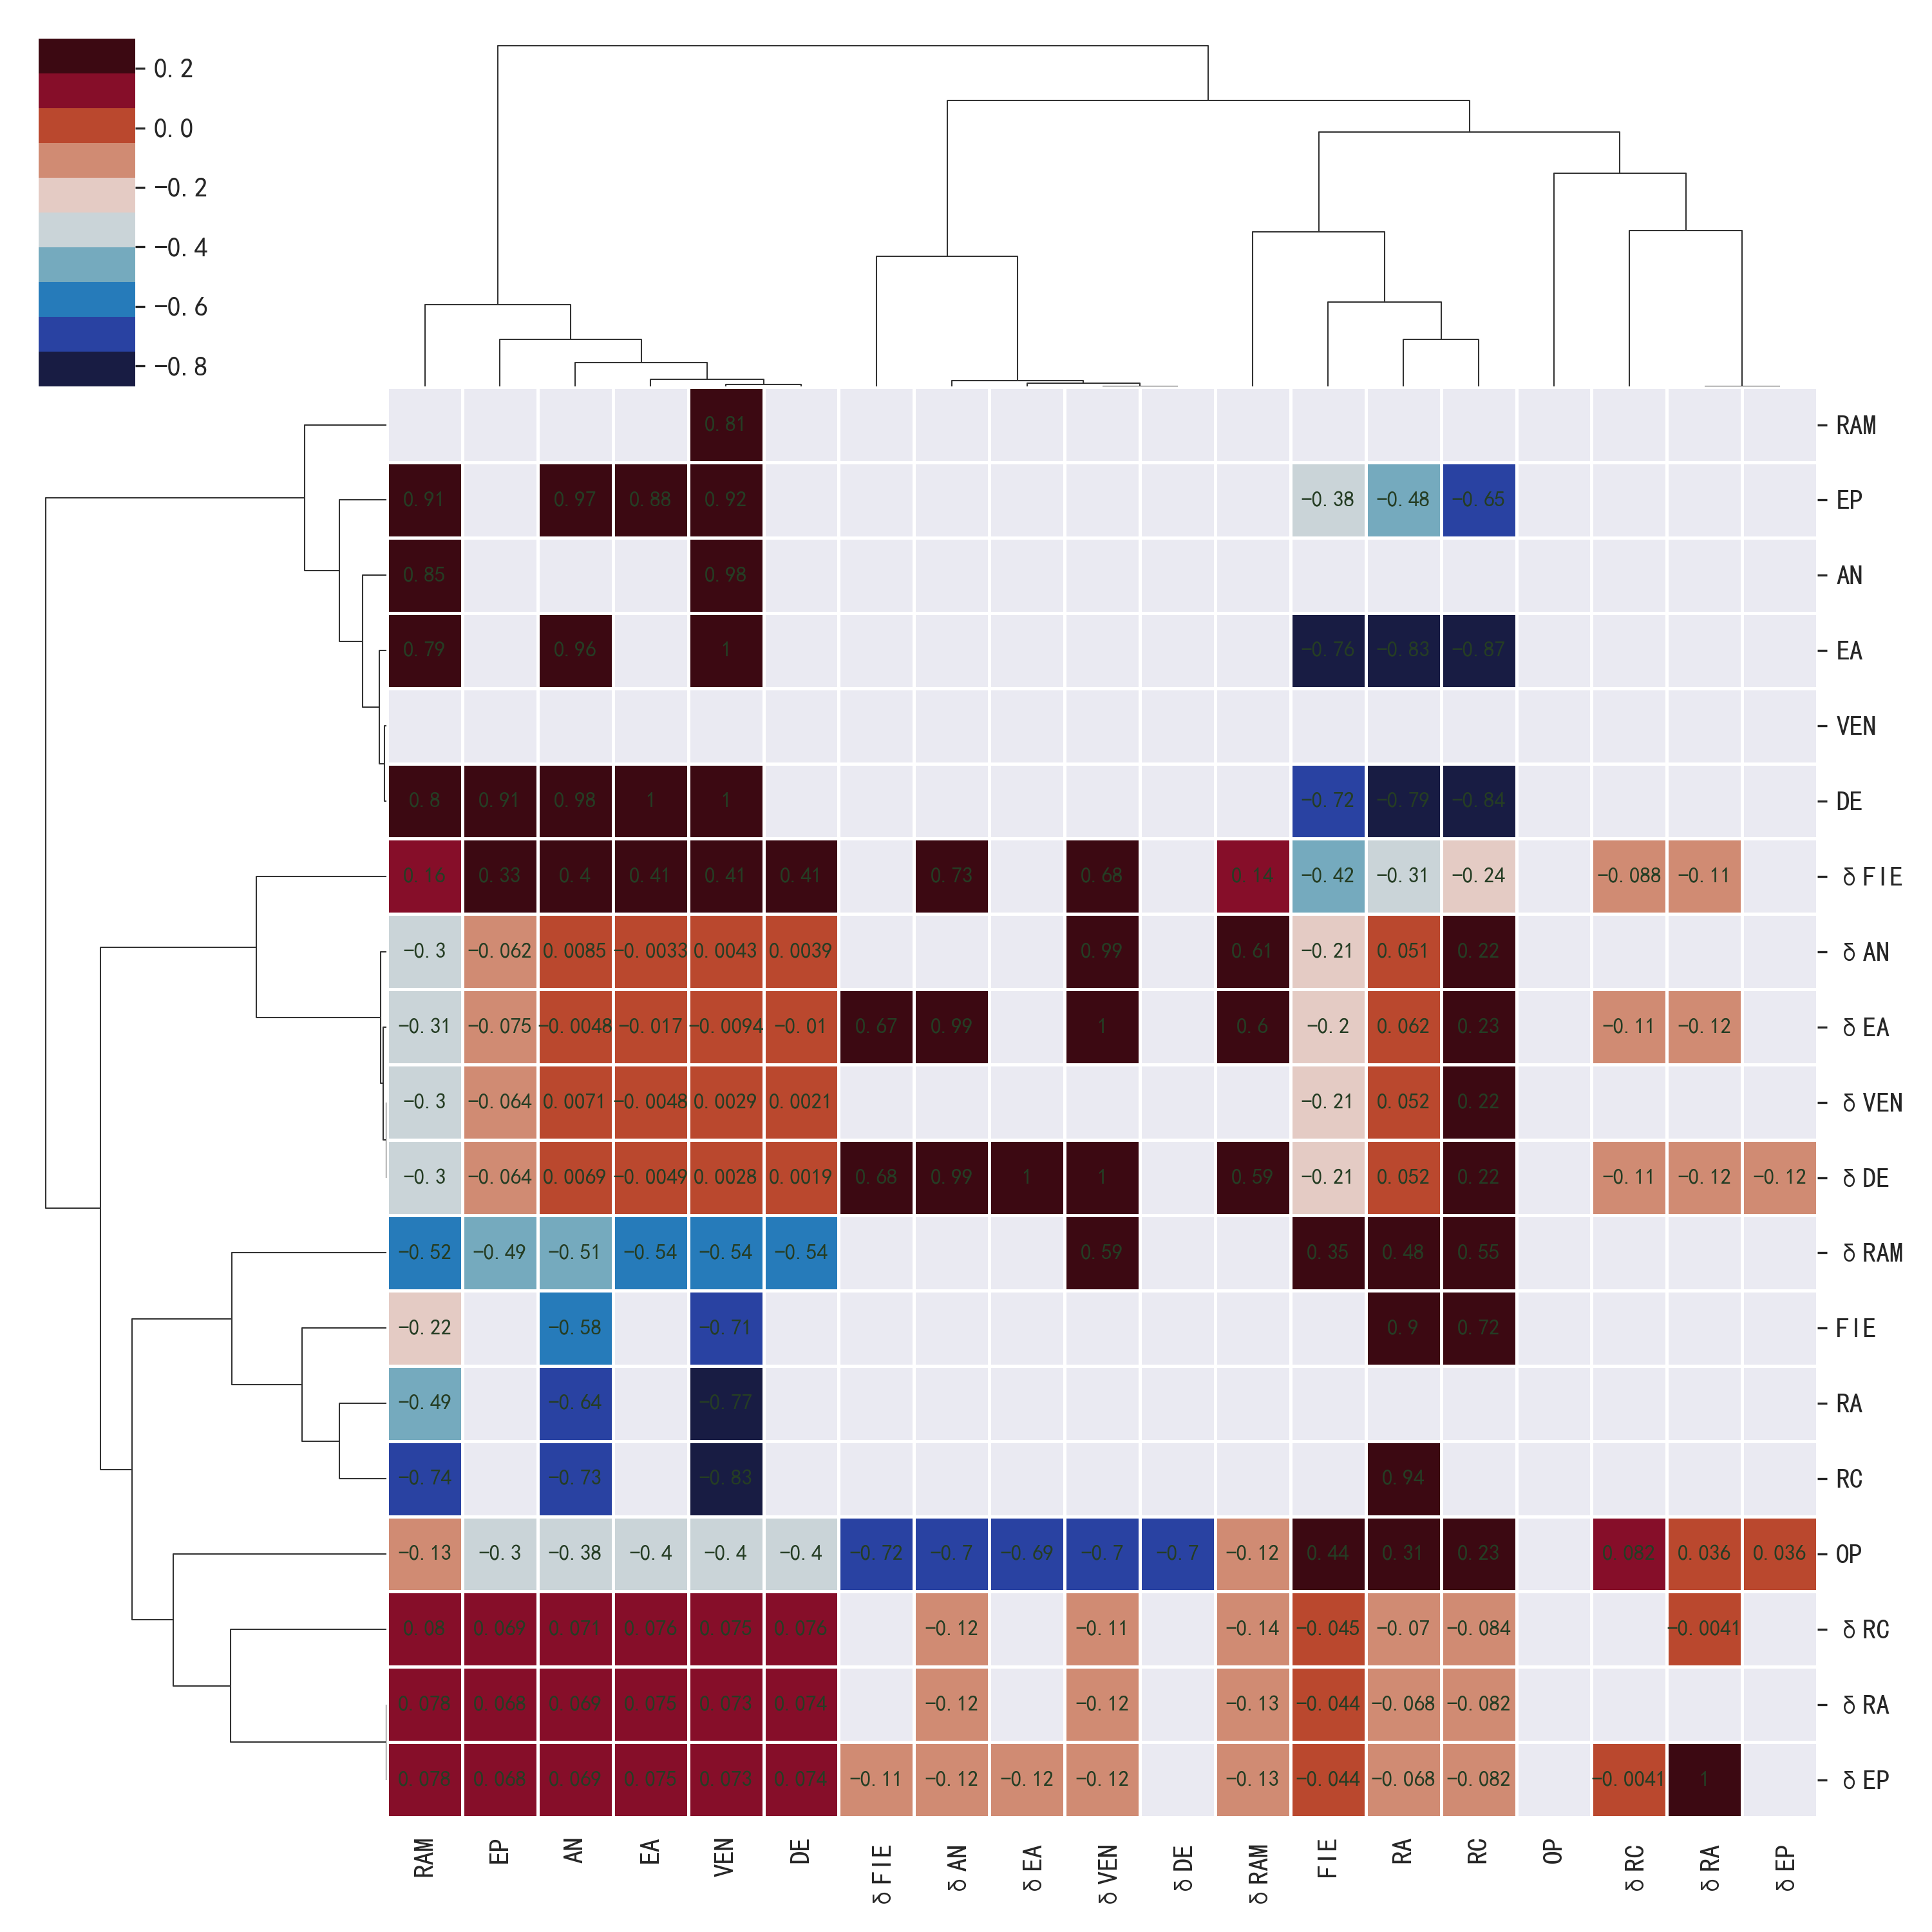 0.2
0.0
-0.2
-0.4
-0.6
-0.8
0.81 RAM
0.91 0.97 0.88 0.92 -0.38 -0.48 -0.65 EP
0.85 0.98 AN
0.79 0.96 1 -0.76 -0.83 -0.87 EA
VEN
0.8 0.91 0.98 1 1 -0.72 -0.79 -0.84 DE
0.16 0.33 0.4 0.41 0.41 0.41 0.73 0.68 0.14 -0.42 -0.31 -0.24 -0.088 -0.11 δFIE
-0.3 -0.062 0.0085 -0.0033 0.0043 0.0039 0.99 0.61 -0.21 0.051 0.22 δAN
-0.31 -0.075 -0.0048 -0.017 -0.0094 -0.01 0.67 0.99 1 0.6 -0.2 0.062 0.23 -0.11 -0.12 δEA
-0.3 -0.064 0.0071 -0.0048 0.0029 0.0021 -0.21 0.052 0.22 δVEN
-0.3 -0.064 0.0069 -0.0049 0.0028 0.0019 0.68 0.99 1 1 0.59 -0.21 0.052 0.22 -0.11 -0.12 -0.12 δDE
-0.52 -0.49 -0.51 -0.54 -0.54 -0.54 0.59 0.35 0.48 0.55 δRAM
-0.22 -0.58 -0.71 0.9 0.72 FIE
-0.49 -0.64 -0.77 RA
-0.74 -0.73 -0.83 0.94 RC
-0.13 -0.3 -0.38 -0.4 -0.4 -0.4 -0.72 -0.7 -0.69 -0.7 -0.7 -0.12 0.44 0.31 0.23 0.082 0.036 0.036 OP
0.08 0.069 0.071 0.076 0.075 0.076 -0.12 -0.11 -0.14 -0.045 -0.07 -0.084 -0.0041 δRC
0.078 0.068 0.069 0.075 0.073 0.074 -0.12 -0.12 -0.13 -0.044 -0.068 -0.082 δRA
0.078 0.068 0.069 0.075 0.073 0.074 -0.11 -0.12 -0.12 -0.12 -0.13 -0.044 -0.068 -0.082 -0.0041 1 δEP
RAM EP AN EA VEN DE δFIE δAN δEA δVEN δDE δRAM FIE RA RC OP δRC δRA δEP